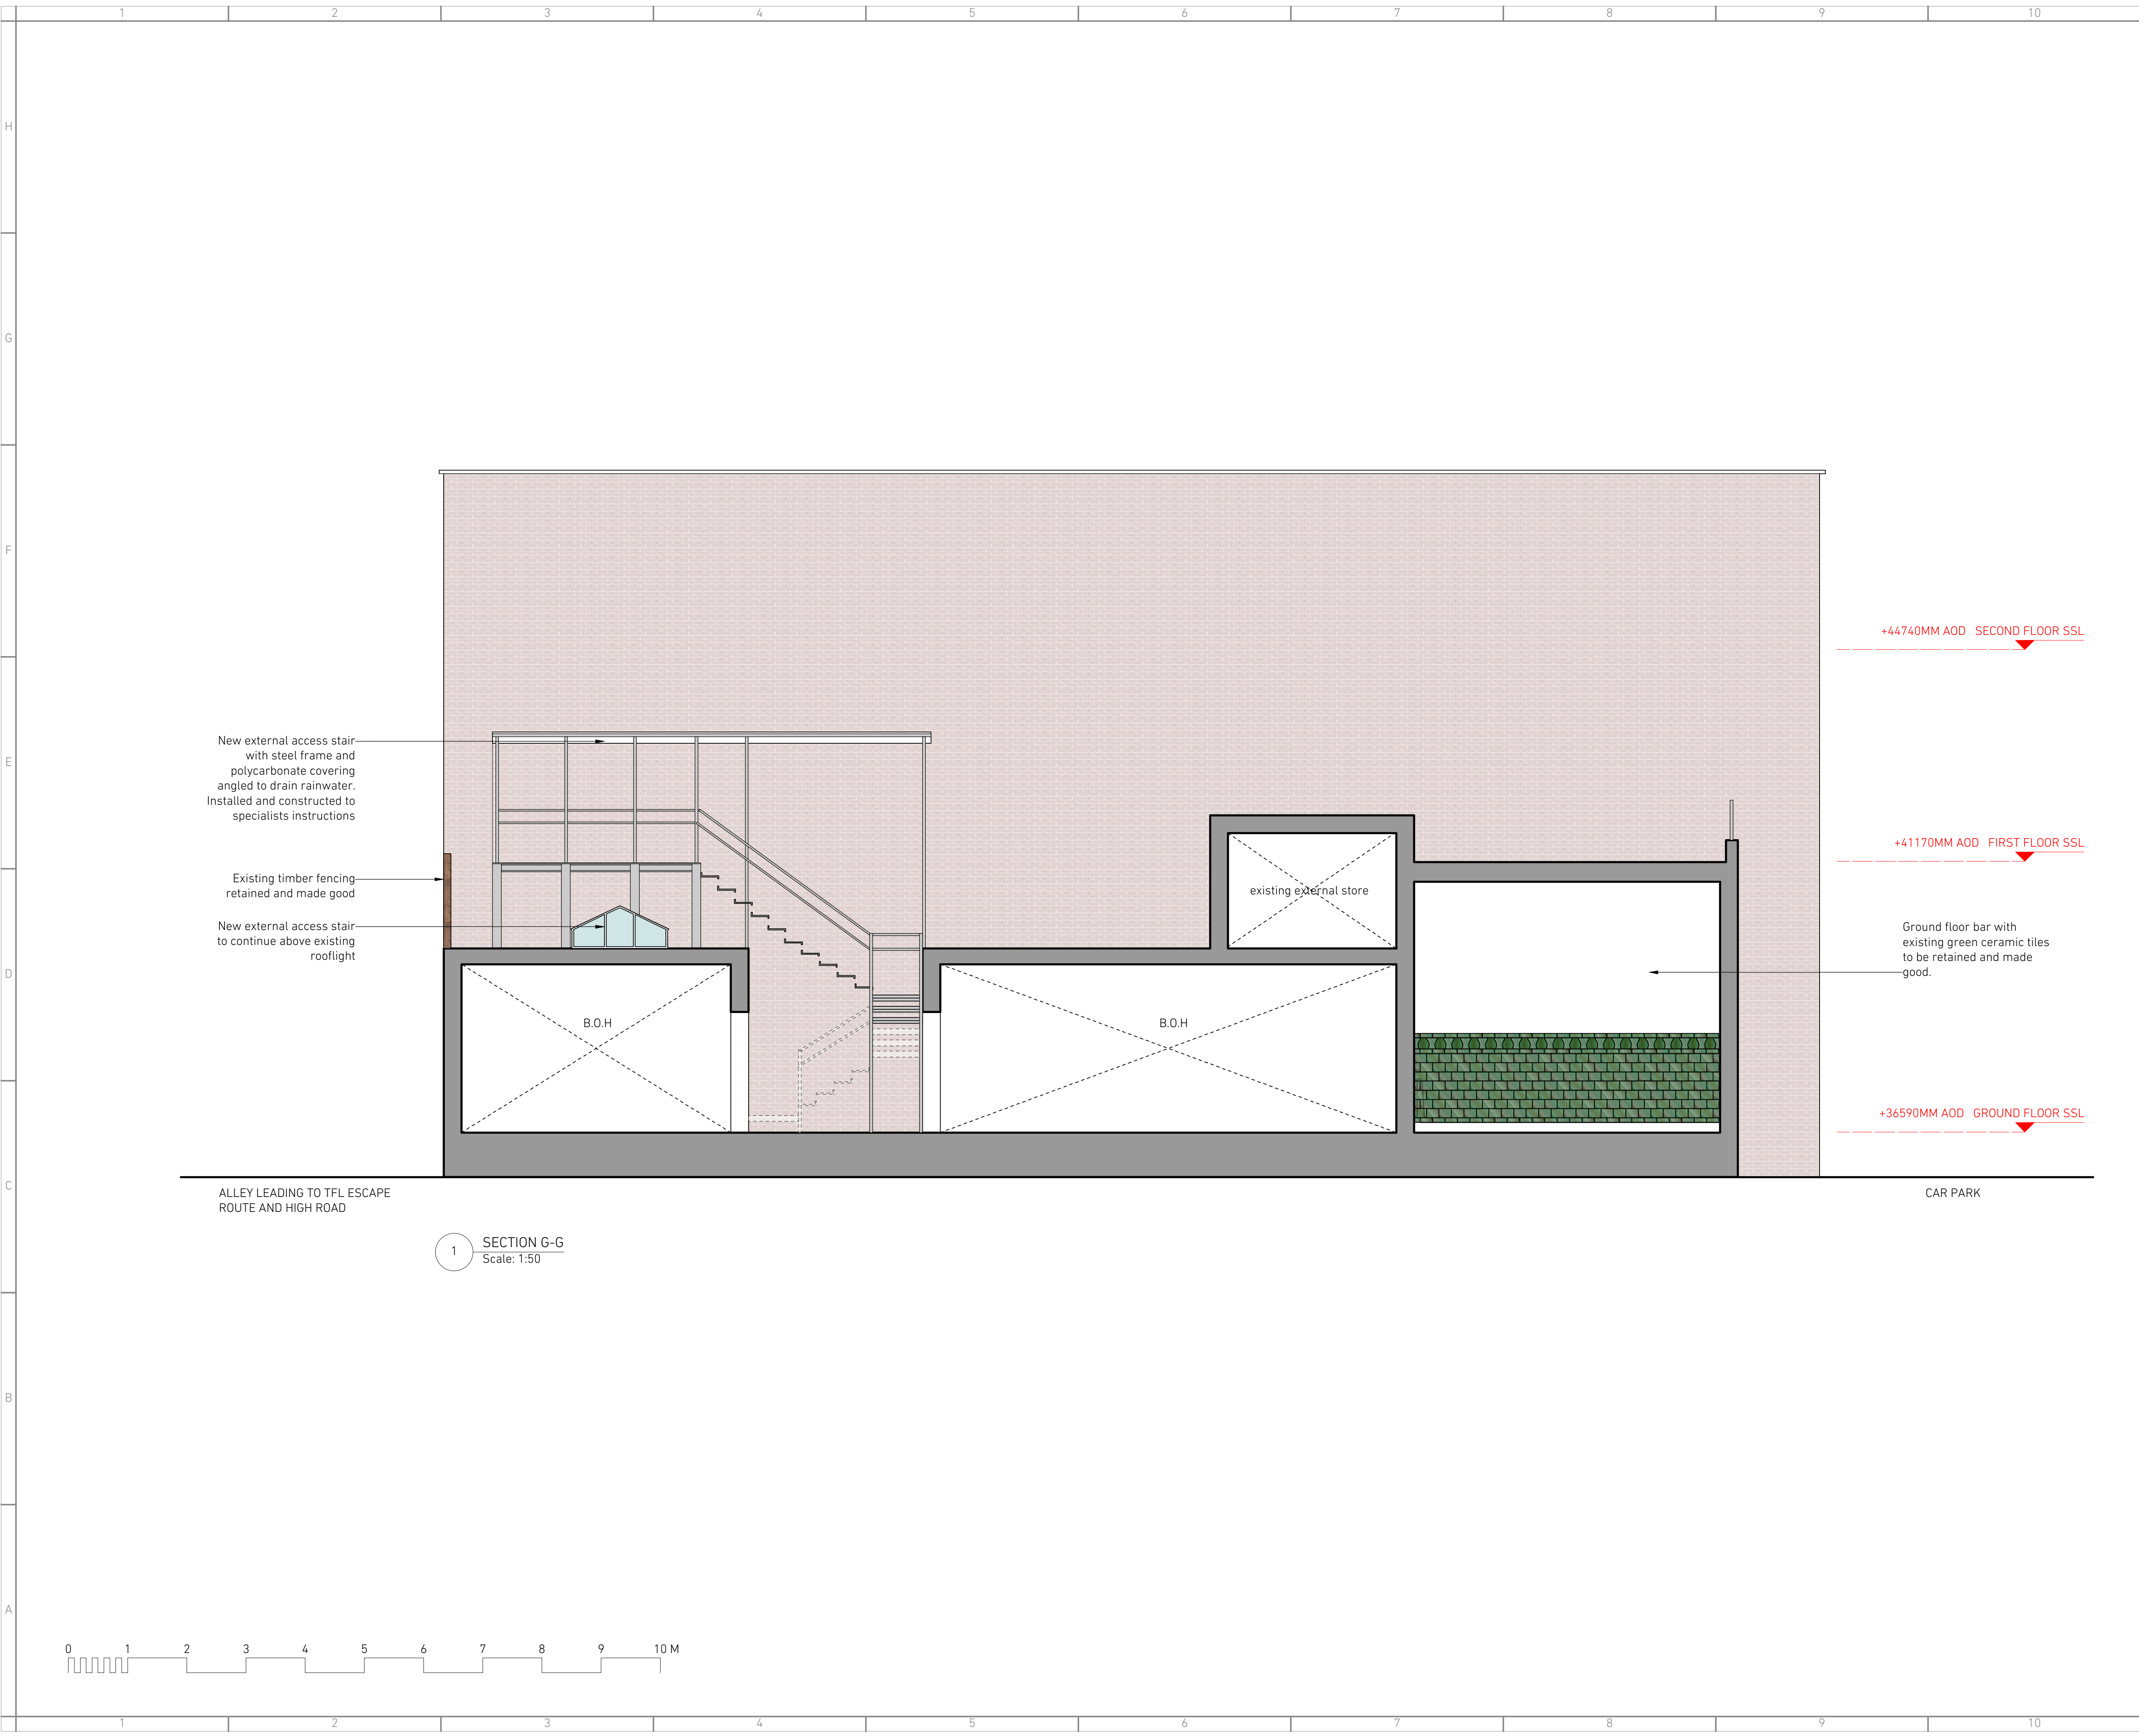 1 2 3 4 5 6 7 8 9 10
H
G
F
E
D
C
B
A
+44740MM AOD SECOND FLOOR SSL
New external access stair
with steel frame and
polycarbonate covering
angled to drain rainwater.
Installed and constructed to
specialists instructions
+41170MM AOD FIRST FLOOR SSL
Existing timber fencing
retained and made good
existing external store
New external access stair
to continue above existing
rooflight
Ground floor bar with
existing green ceramic tiles
to be retained and made
good.
B.O.H
B.O.H
+36590MM AOD GROUND FLOOR SSL
ALLEY LEADING TO TFL ESCAPE
ROUTE AND HIGH ROAD
CAR PARK
1
SECTION G-G
Scale: 1:50
0 1 2 3 4 5 6 7 8 9 10 M
1 2 3 4 5 6 7 8 9 10